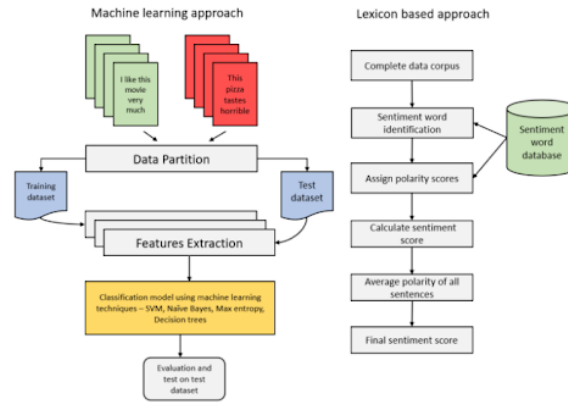 Machine learning approach
I like this
movie
very
much
This
pizza
tastes
horrible
Data Partition
Training
dataset
Test
dataset
Features Extraction
Classification model using machine learning
techniques – SVM, Naïve Bayes, Max entropy,
Decision trees
Evaluation and
test on test
dataset
Lexicon based approach
Complete data corpus
Sentiment word
identification
Sentiment
word
database
Assign polarity scores
Calculate sentiment
score
Average polarity of all
sentences
Final sentiment score